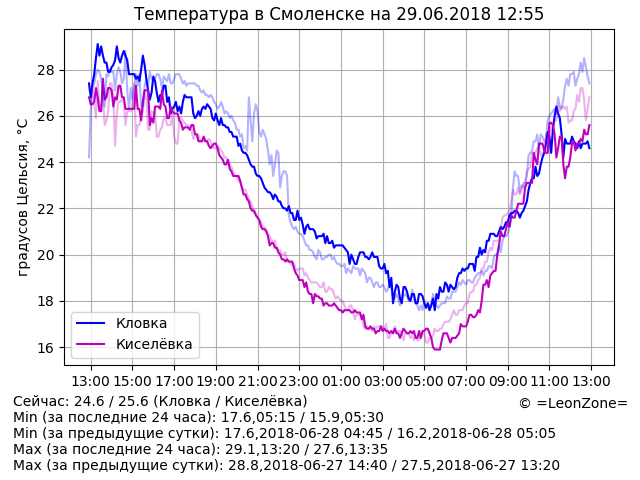 Температура в Смоленске на 29.06.2018 12:55
градусов Цельсия, °C
28
26
24
22
20
18
16
Кловка
Киселёвка
13:00 15:00 17:00 19:00 21:00 23:00 01:00 03:00 05:00 07:00 09:00 11:00 13:00
Сейчас: 24.6 / 25.6 (Кловка / Киселёвка)
© =LeonZone=
Min (за последние 24 часа): 17.6,05:15 / 15.9,05:30
Min (за предыдущие сутки): 17.6,2018-06-28 04:45 / 16.2,2018-06-28 05:05
Max (за последние 24 часа): 29.1,13:20 / 27.6,13:35
Max (за предыдущие сутки): 28.8,2018-06-27 14:40 / 27.5,2018-06-27 13:20